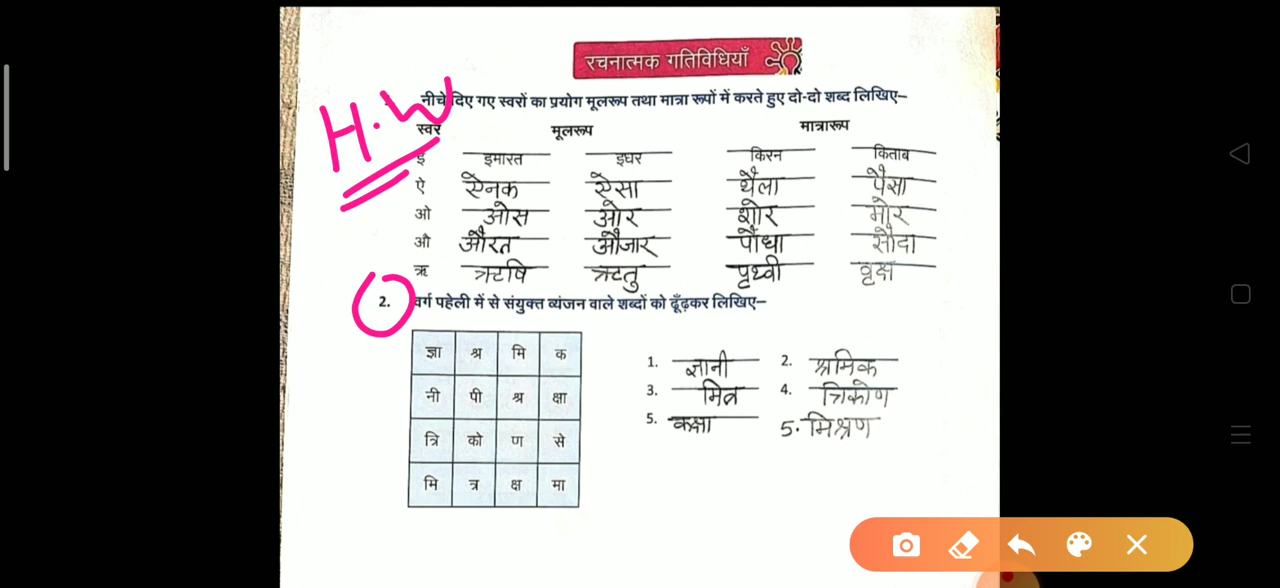 रचनात्मक गतिविधियाँ
H.W
नीचे दिए गए स्वरों का प्रयोग मूलरूप तथा मात्रा रूपों में करते हुए दो-दो शब्द लिखिए–
स्वर मूलरूप मात्रारूप
इ इमारत इधर किरन किताब
ऐ ऐनक ऐसा थैला पैसा
ओ ओस ओर शोर मोर
औ औरत औजार पौधा सौदा
ऋ ऋषि ऋतु पृथ्वी वृक्ष
2. वर्ग पहेली में से संयुक्त व्यंजन वाले शब्दों को ढूँढ़कर लिखिए–
ज्ञा श्र मि क
नी पी श्र क्षा
त्रि को ण से
मि त्र क्ष मा
1. ज्ञानी 2. श्रमिक
3. मित्र 4. त्रिकोण
5. कक्षा 5. मिश्रण